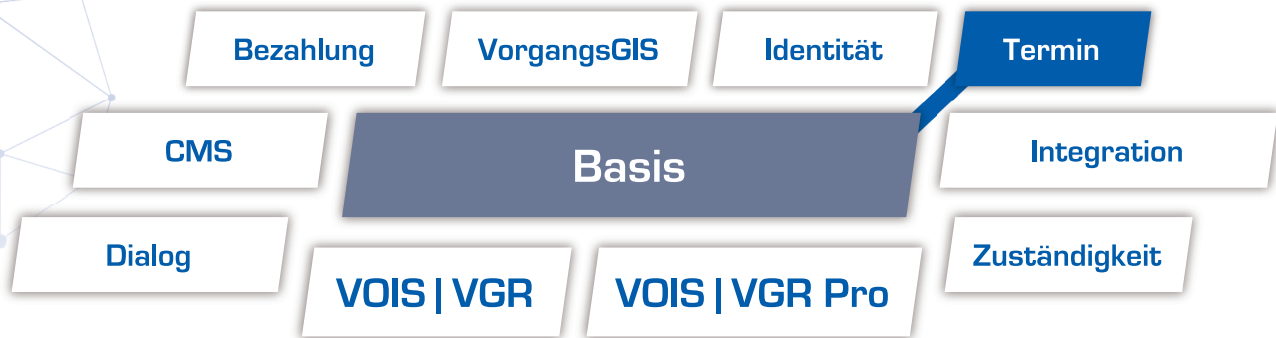 Bezahlung
VorgangsGIS
Identität
Termin
CMS
Basis
Integration
Dialog
VOIS | VGR
VOIS | VGR Pro
Zuständigkeit